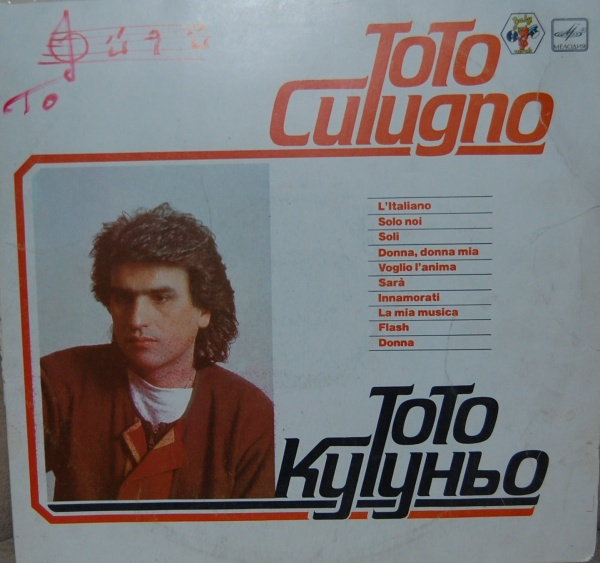 Toto
Cutugno
МЕЛОДИЯ
L'Italiano
Solo noi
Soli
Donna, donna mia
Voglio l'anima
Sarà
Innamorati
La mia musica
Flash
Donna
Тото
Кутуньо